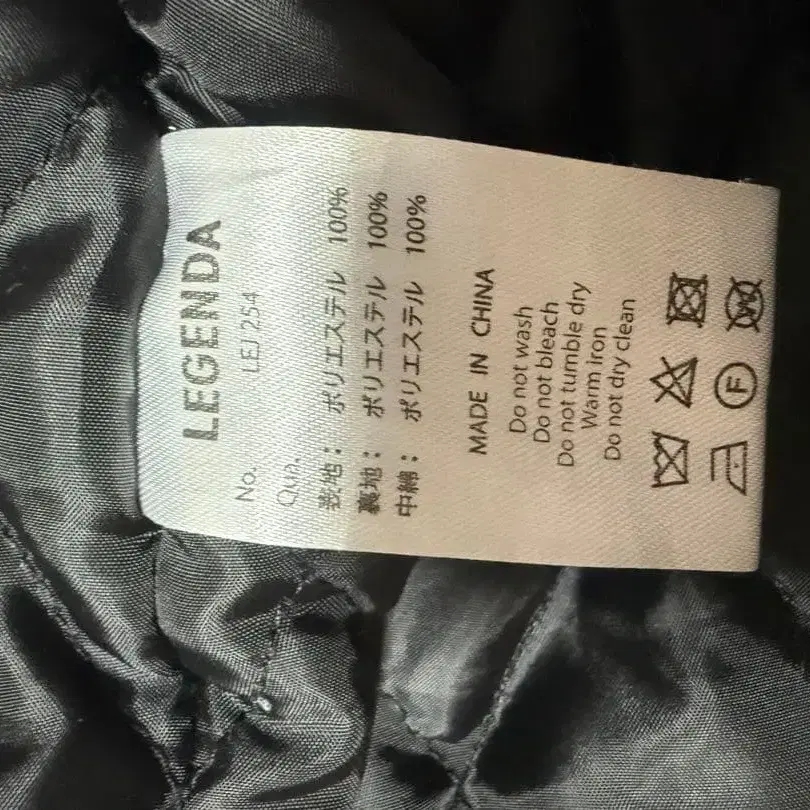 LEGENDA
No. LEJ 254
Qua.
表地： ポリエステル 100%
裏地： ポリエステル 100%
中綿： ポリエステル 100%
MADE IN CHINA
Do not wash
Do not bleach
Do not tumble dry
Warm iron
Do not dry clean
F
W